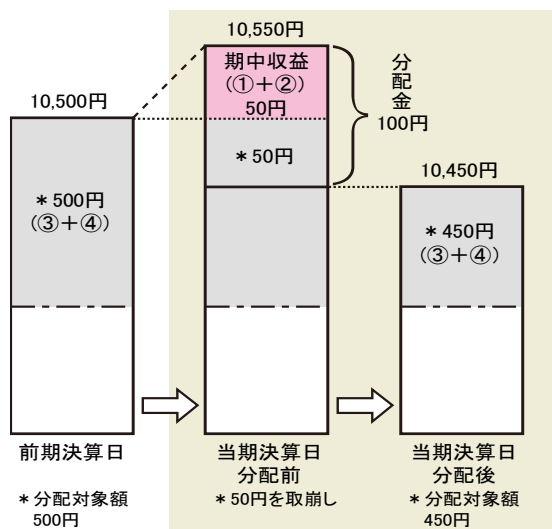 10,500円
*500円
(③+④)
前期決算日
*分配対象額
500円
10,550円
期中収益
(①+②)
50円
*50円
分配金
100円
当期決算日
分配前
*50円を取崩し
10,450円
*450円
(③+④)
当期決算日
分配後
*分配対象額
450円